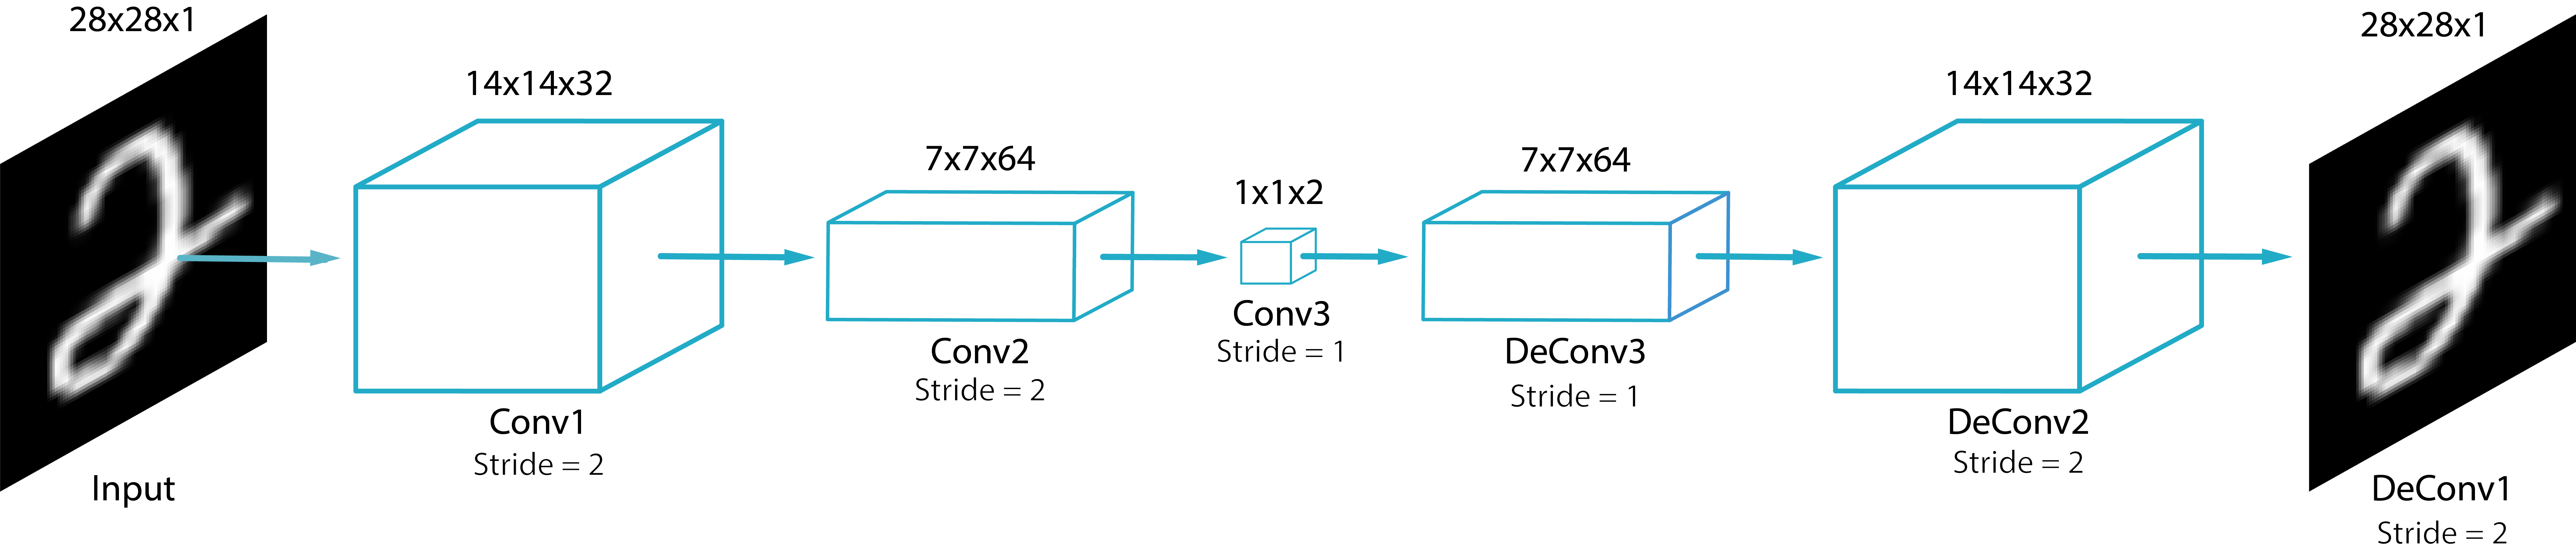 28x28x1
Input
14x14x32
Conv1
Stride = 2
7x7x64
Conv2
Stride = 2
1x1x2
Conv3
Stride = 1
7x7x64
DeConv3
Stride = 1
14x14x32
DeConv2
Stride = 2
28x28x1
DeConv1
Stride = 2